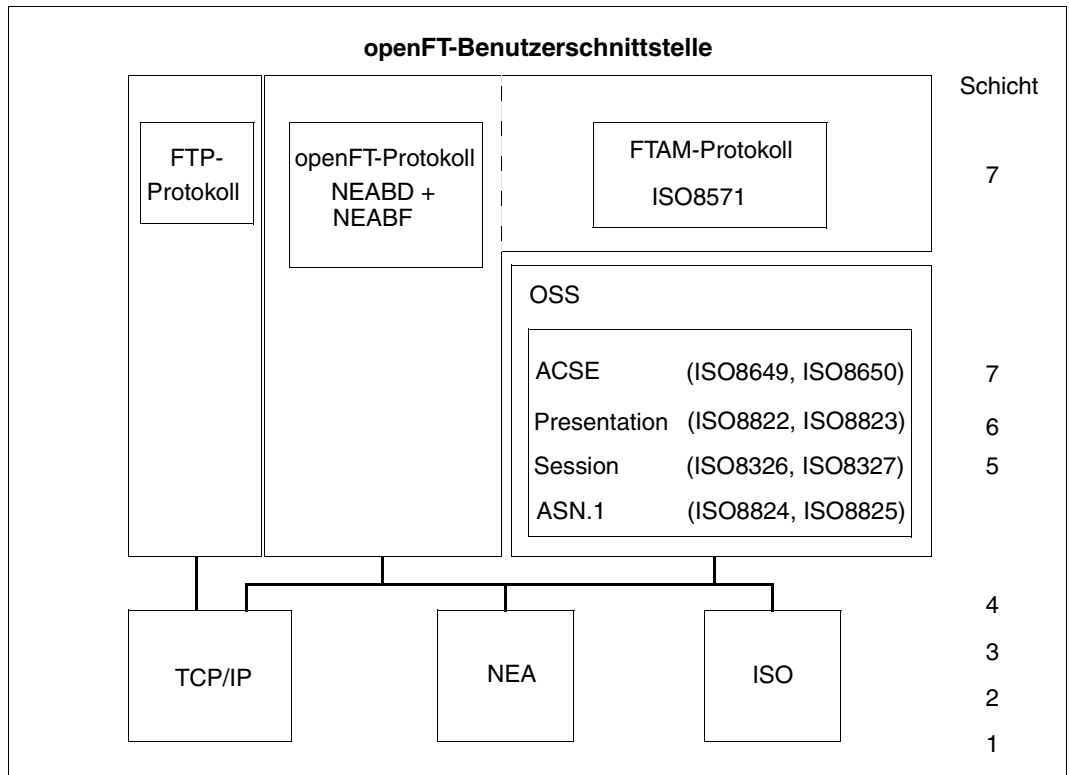 openFT-Benutzerschnittstelle
Schicht
FTP-
Protokoll
openFT-Protokoll
NEABD +
NEABF
FTAM-Protokoll
ISO8571
7
OSS
ACSE (ISO8649, ISO8650) 7
Presentation (ISO8822, ISO8823) 6
Session (ISO8326, ISO8327) 5
ASN.1 (ISO8824, ISO8825)
TCP/IP
NEA
ISO
4
3
2
1